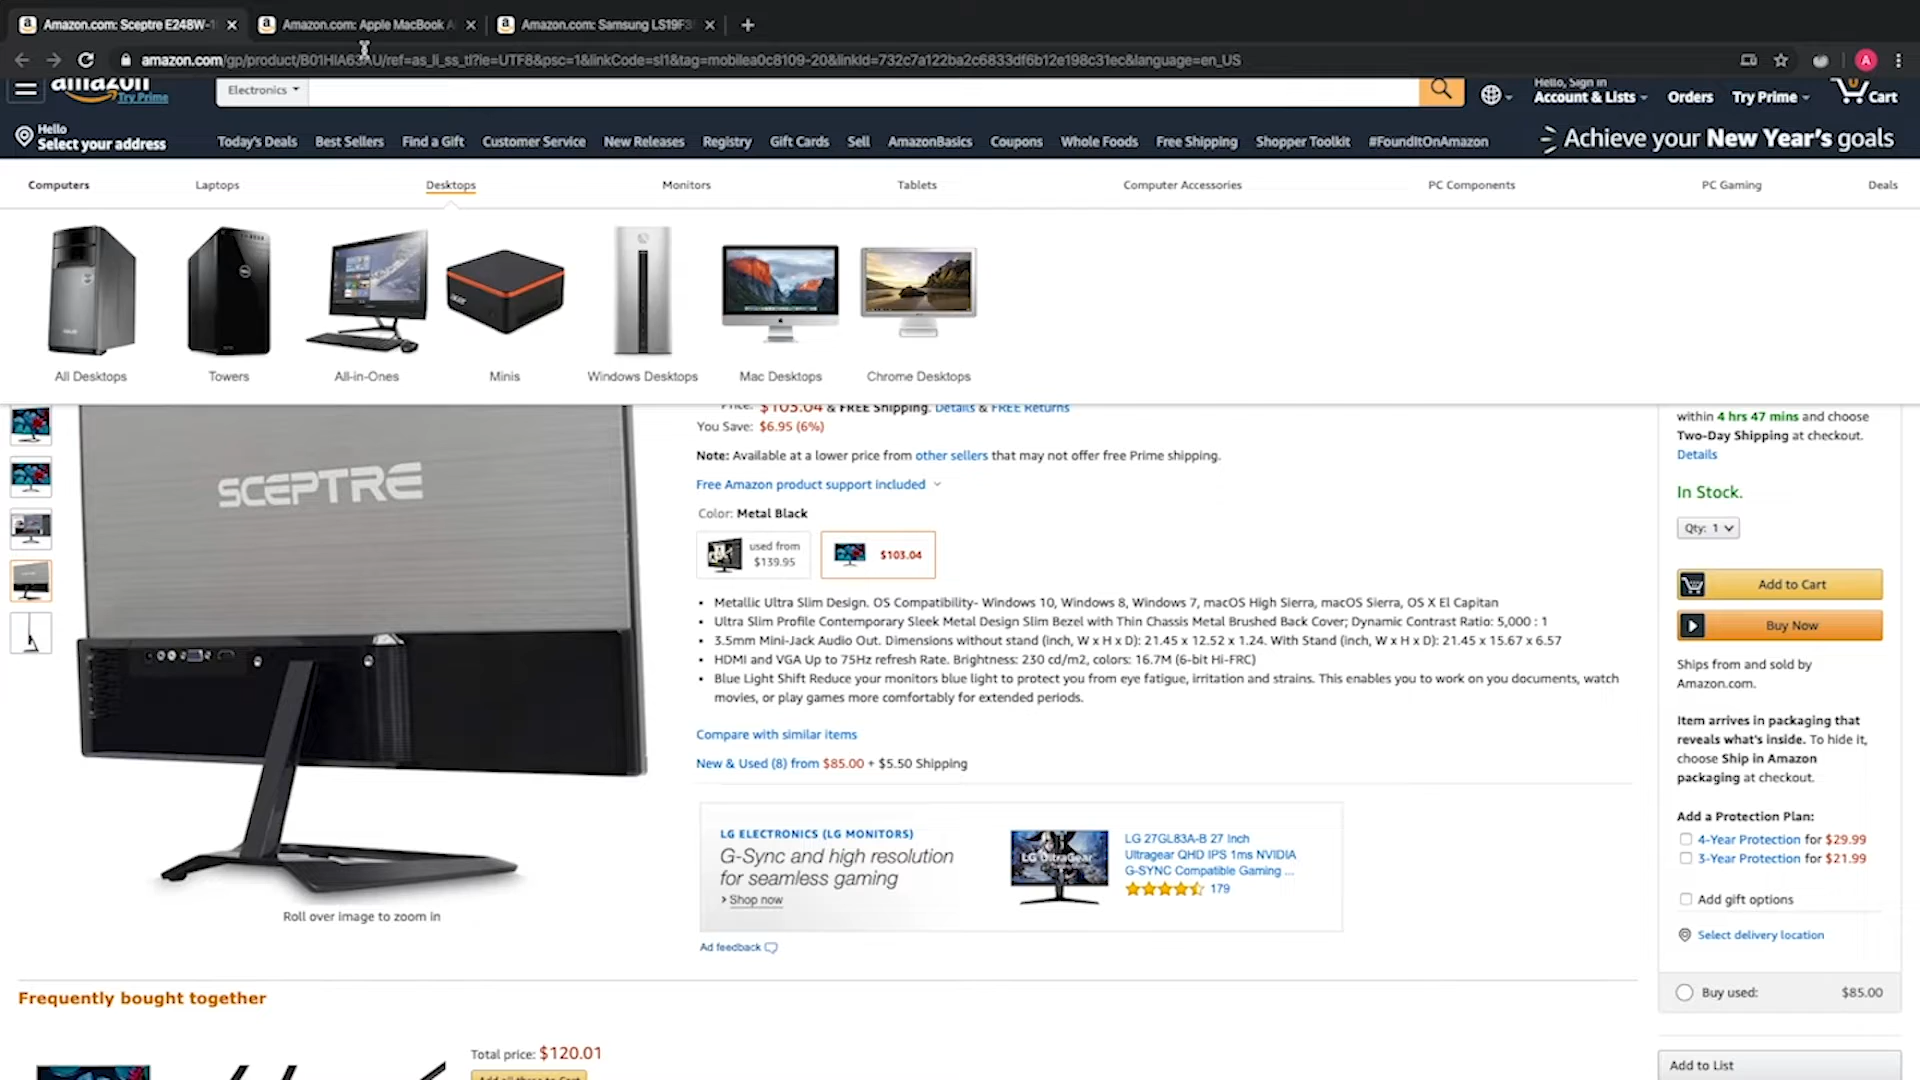 Amazon.com: Sceptre E248W-1
Amazon.com: Apple MacBook A
Amazon.com: Samsung LS19F3
amazon.com/gp/product/B01HIA63AU/ref=as_li_ss_tl?ie=UTF8&psc=1&linkCode=sl1&tag=mobilea0c8109-20&linkId=732c7a122ba2c6833df6b12e198c31ec&language=en_US
A
amazon
Try Prime
Electronics
Hello, Sign in
Account & Lists
Orders
Try Prime
0
Cart
Hello
Select your address
Today's Deals
Best Sellers
Find a Gift
Customer Service
New Releases
Registry
Gift Cards
Sell
AmazonBasics
Coupons
Whole Foods
Free Shipping
Shopper Toolkit
#FoundItOnAmazon
Achieve your New Year's goals
Computers
Laptops
Desktops
Monitors
Tablets
Computer Accessories
PC Components
PC Gaming
Deals
All Desktops
Towers
All-in-Ones
Minis
Windows Desktops
Mac Desktops
Chrome Desktops
SCEPTRE
Roll over image to zoom in
Price: $103.04 & FREE Shipping. Details & FREE Returns
You Save: $6.95 (6%)
Note: Available at a lower price from other sellers that may not offer free Prime shipping.
Free Amazon product support included
Color: Metal Black
used from
$139.95
$103.04
• Metallic Ultra Slim Design. OS Compatibility- Windows 10, Windows 8, Windows 7, macOS High Sierra, macOS Sierra, OS X El Capitan
• Ultra Slim Profile Contemporary Sleek Metal Design Slim Bezel with Thin Chassis Metal Brushed Back Cover; Dynamic Contrast Ratio: 5,000 : 1
• 3.5mm Mini-Jack Audio Out. Dimensions without stand (inch, W x H x D): 21.45 x 12.52 x 1.24. With Stand (inch, W x H x D): 21.45 x 15.67 x 6.57
• HDMI and VGA Up to 75Hz refresh Rate. Brightness: 230 cd/m2, colors: 16.7M (6-bit Hi-FRC)
• Blue Light Shift Reduce your monitors blue light to protect you from eye fatigue, irritation and strains. This enables you to work on you documents, watch
movies, or play games more comfortably for extended periods.
Compare with similar items
New & Used (8) from $85.00 + $5.50 Shipping
LG ELECTRONICS (LG MONITORS)
G-Sync and high resolution
for seamless gaming
› Shop now
LG UltraGear
LG 27GL83A-B 27 Inch
Ultragear QHD IPS 1ms NVIDIA
G-SYNC Compatible Gaming ...
179
Ad feedback
within 4 hrs 47 mins and choose
Two-Day Shipping at checkout.
Details
In Stock.
Qty: 1
Add to Cart
Buy Now
Ships from and sold by
Amazon.com.
Item arrives in packaging that
reveals what's inside. To hide it,
choose Ship in Amazon
packaging at checkout.
Add a Protection Plan:
4-Year Protection for $29.99
3-Year Protection for $21.99
Add gift options
Select delivery location
Buy used: $85.00
Add to List
Frequently bought together
Total price: $120.01
Add all three to Cart